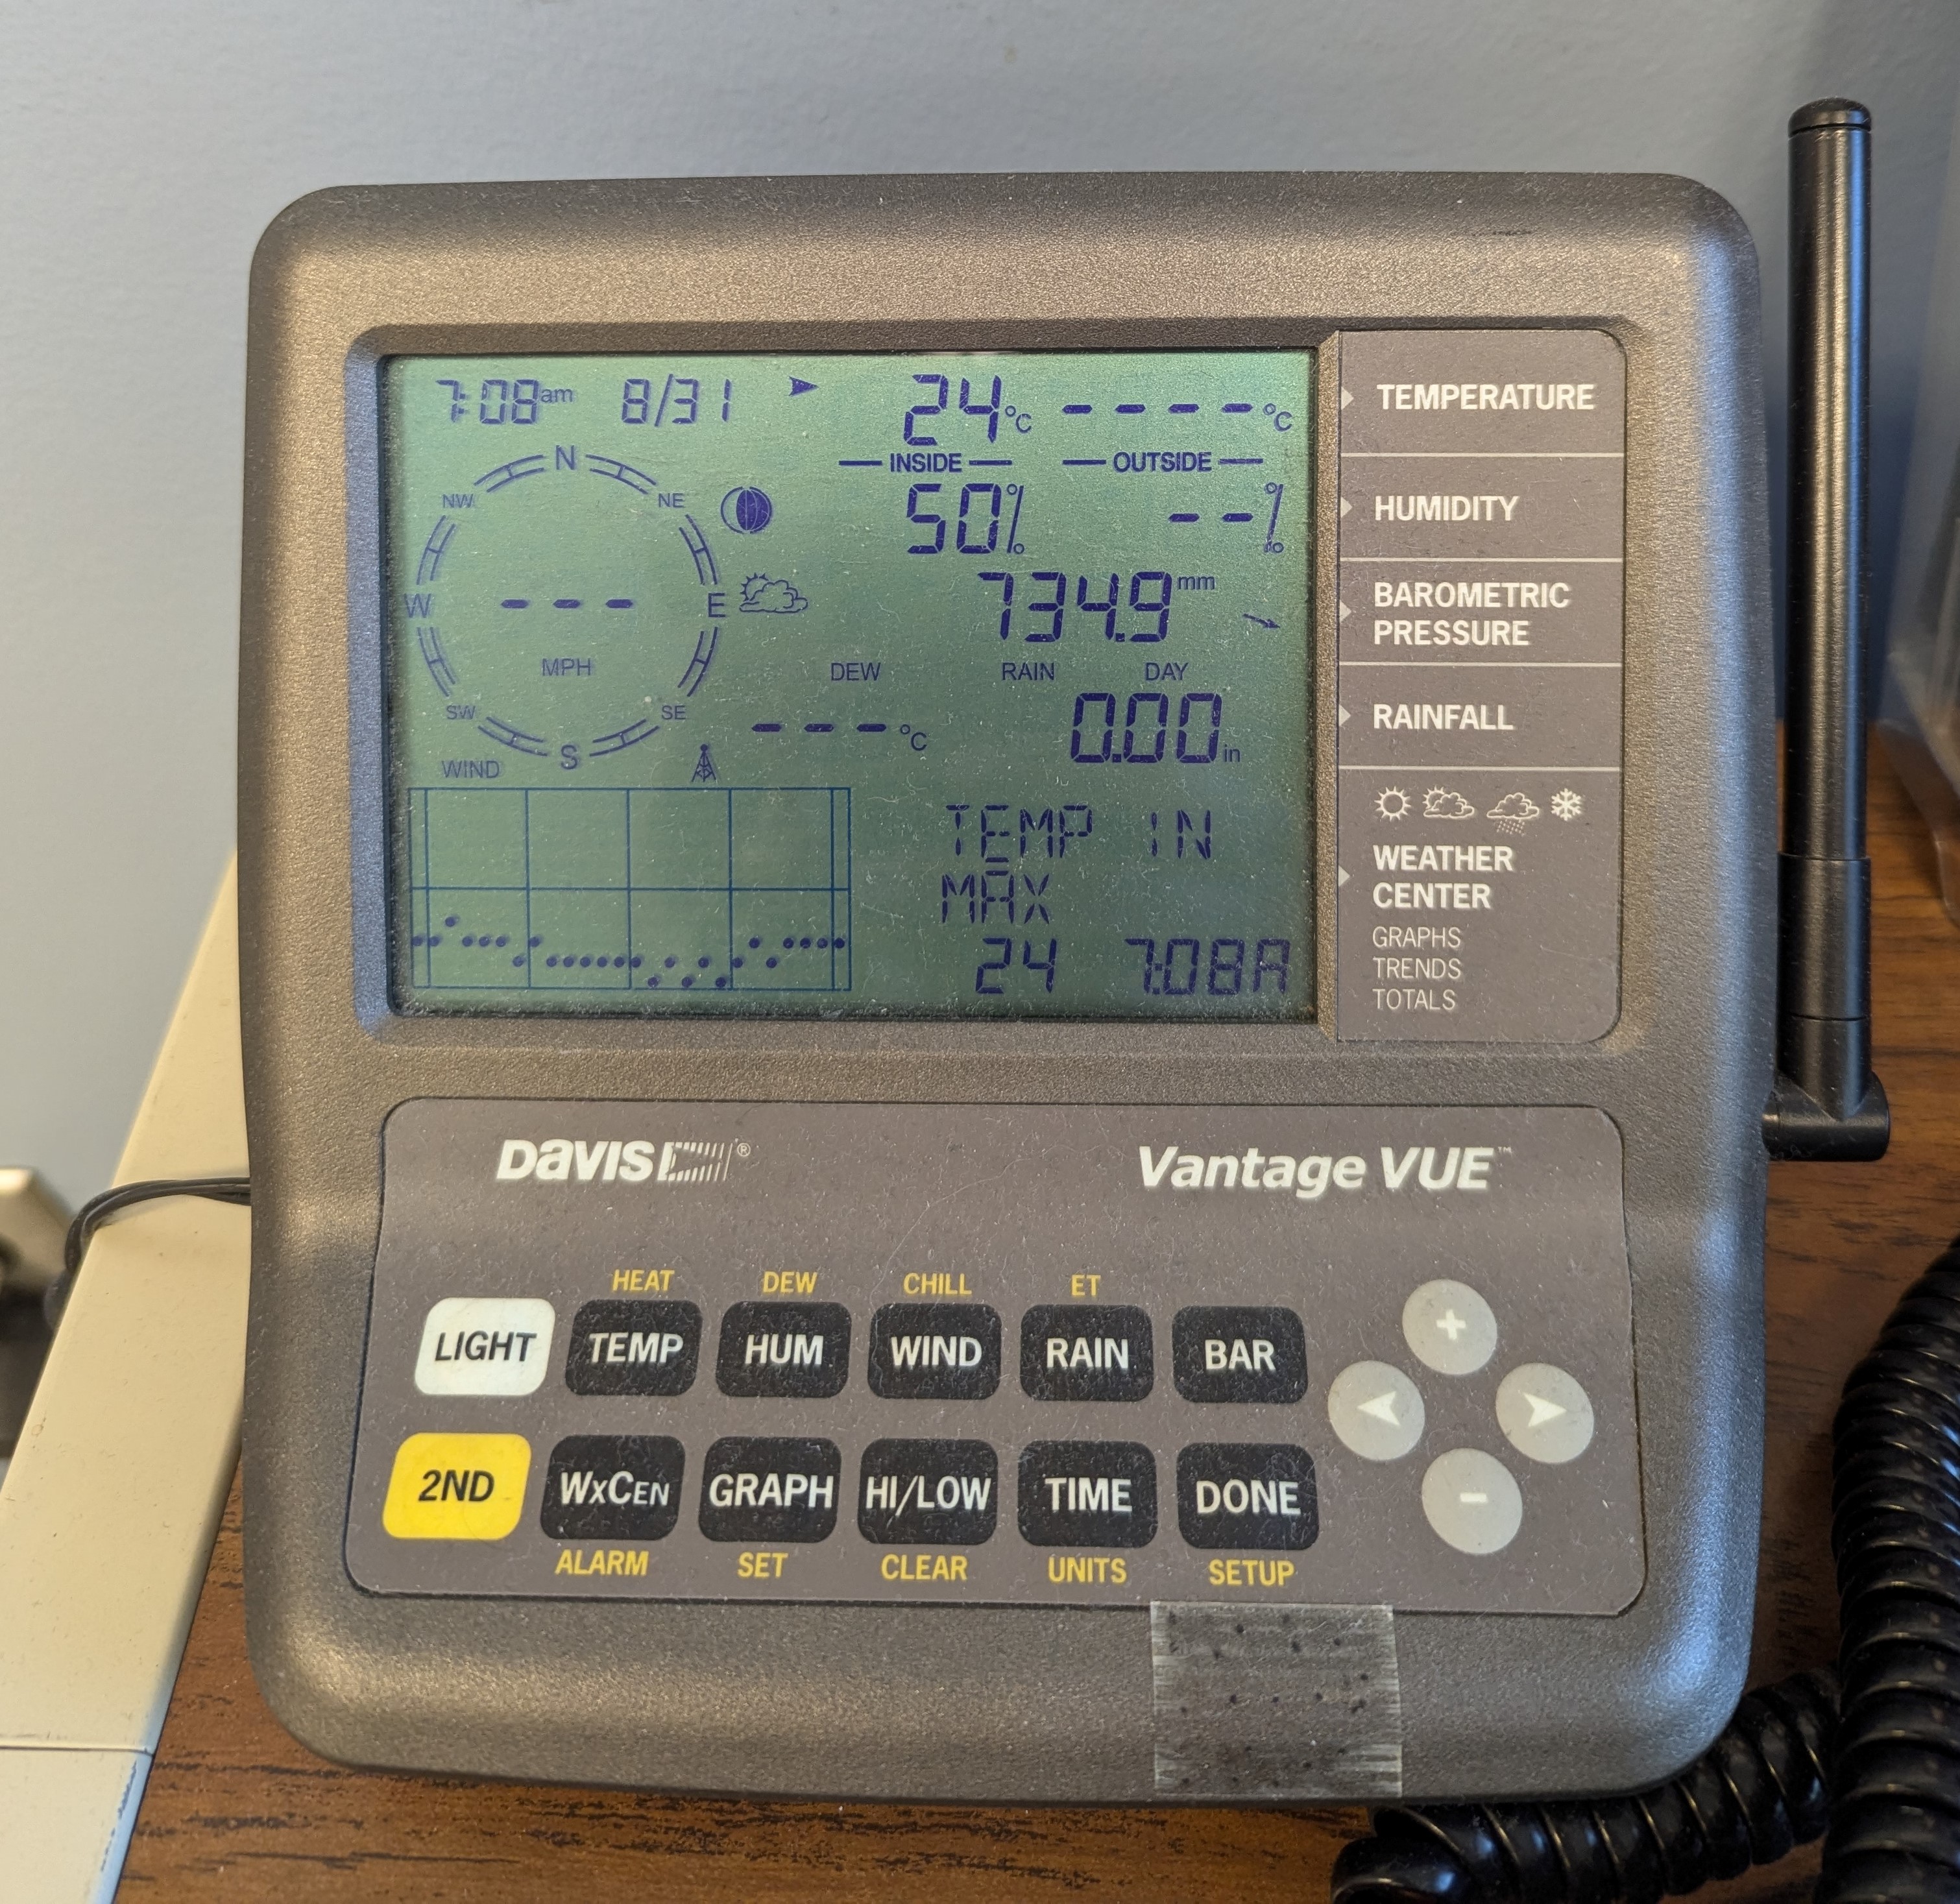 7:08am 8/31 24°C ----°C
INSIDE OUTSIDE
N
NW NE
50% --%
W --- E
734.9mm
MPH
DEW RAIN DAY
SW SE
---°C 0.00in
S
WIND
TEMP IN
MAX
24 7:08A
TEMPERATURE
HUMIDITY
BAROMETRIC
PRESSURE
RAINFALL
WEATHER
CENTER
GRAPHS
TRENDS
TOTALS
DAVIS® Vantage VUE™
HEAT DEW CHILL ET
LIGHT TEMP HUM WIND RAIN BAR
+
2ND WxCEN GRAPH HI/LOW TIME DONE
-
ALARM SET CLEAR UNITS SETUP